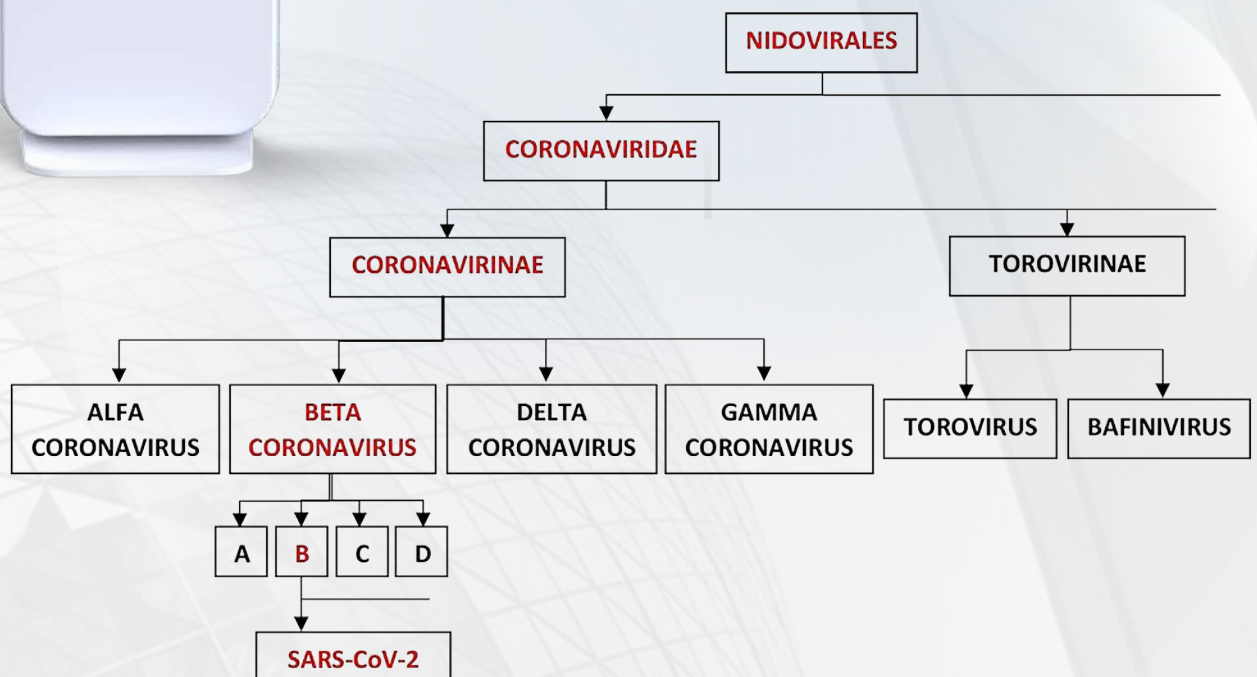 NIDOVIRALES
CORONAVIRIDAE
CORONAVIRINAE
TOROVIRINAE
ALFA
CORONAVIRUS
BETA
CORONAVIRUS
DELTA
CORONAVIRUS
GAMMA
CORONAVIRUS
TOROVIRUS
BAFINIVIRUS
A
B
C
D
SARS-CoV-2